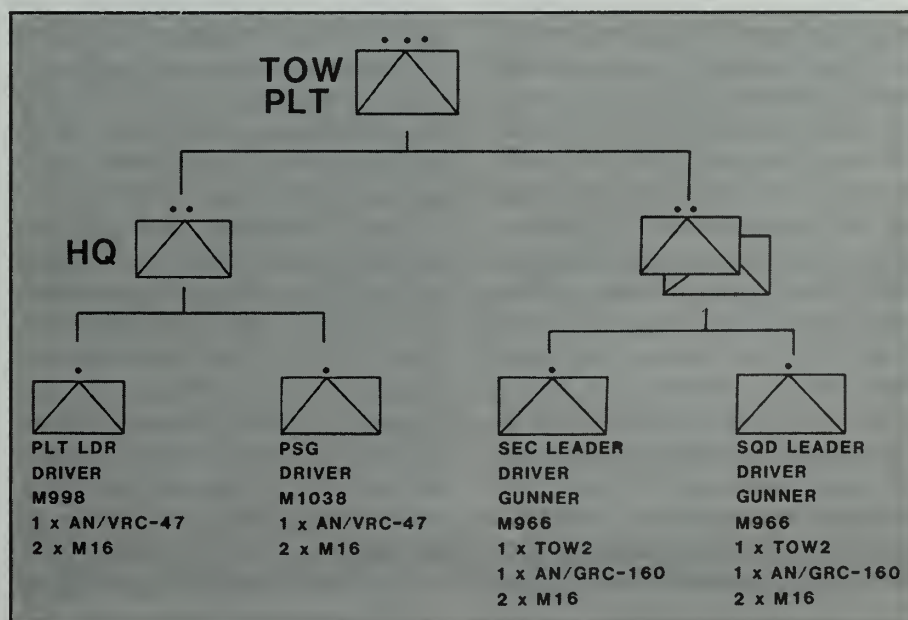 TOW
PLT
HQ
PLT LDR
DRIVER
M998
1 x AN/VRC-47
2 x M16
PSG
DRIVER
M1038
1 x AN/VRC-47
2 x M16
SEC LEADER
DRIVER
GUNNER
M966
1 x TOW2
1 x AN/GRC-160
2 x M16
SQD LEADER
DRIVER
GUNNER
M966
1 x TOW2
1 x AN/GRC-160
2 x M16